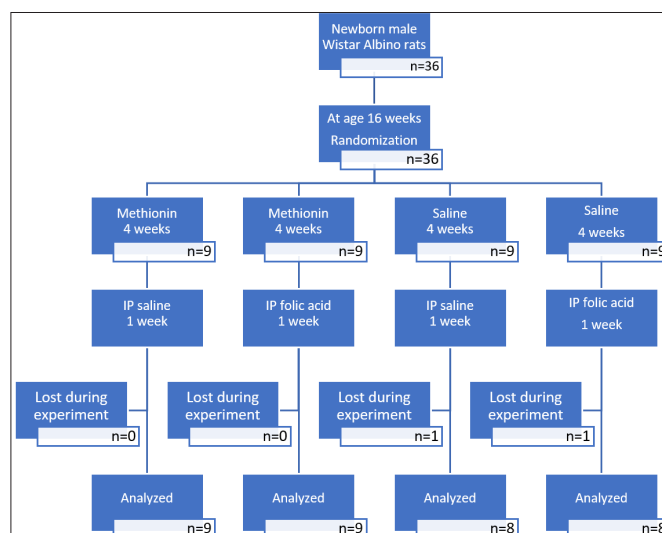 Newborn male
Wistar Albino rats
n=36
At age 16 weeks
Randomization
n=36
Methionin
4 weeks
n=9
Methionin
4 weeks
n=9
Saline
4 weeks
n=9
Saline
4 weeks
n=9
IP saline
1 week
IP folic acid
1 week
IP saline
1 week
IP folic acid
1 week
Lost during
experiment
n=0
Lost during
experiment
n=0
Lost during
experiment
n=1
Lost during
experiment
n=1
Analyzed
n=9
Analyzed
n=9
Analyzed
n=8
Analyzed
n=8